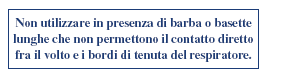 Non utilizzare in presenza di barba o basette
lunghe che non permettono il contatto diretto
fra il volto e i bordi di tenuta del respiratore.